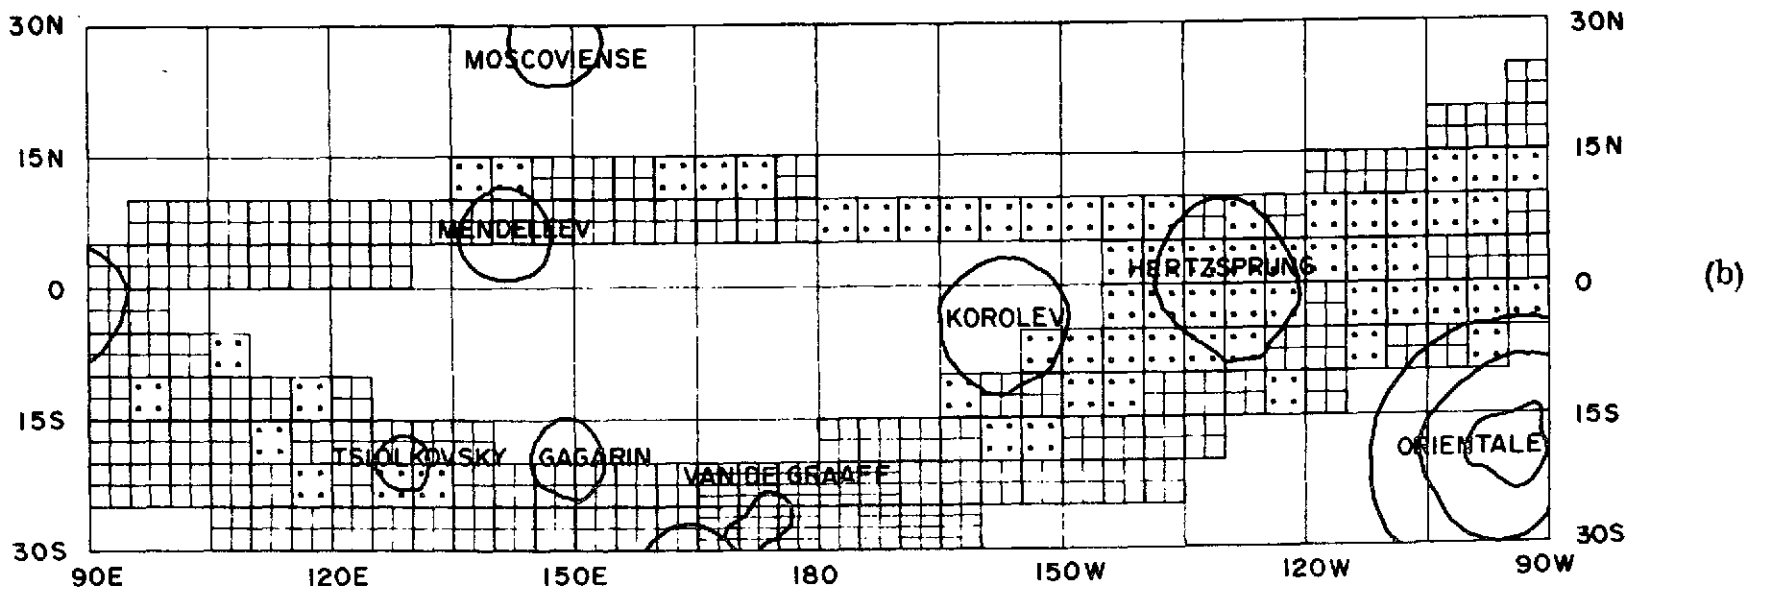 30N 30N
MOSCOVIENSE
15N 15N
MENDELEEV
HERTZSPRUNG
0 0 (b)
KOROLEV
15S 15S
ORIENTALE
TSIOLKOVSKY GAGARIN
VAN DE GRAAFF
30S 30S
90E 120E 150E 180 150W 120W 90W